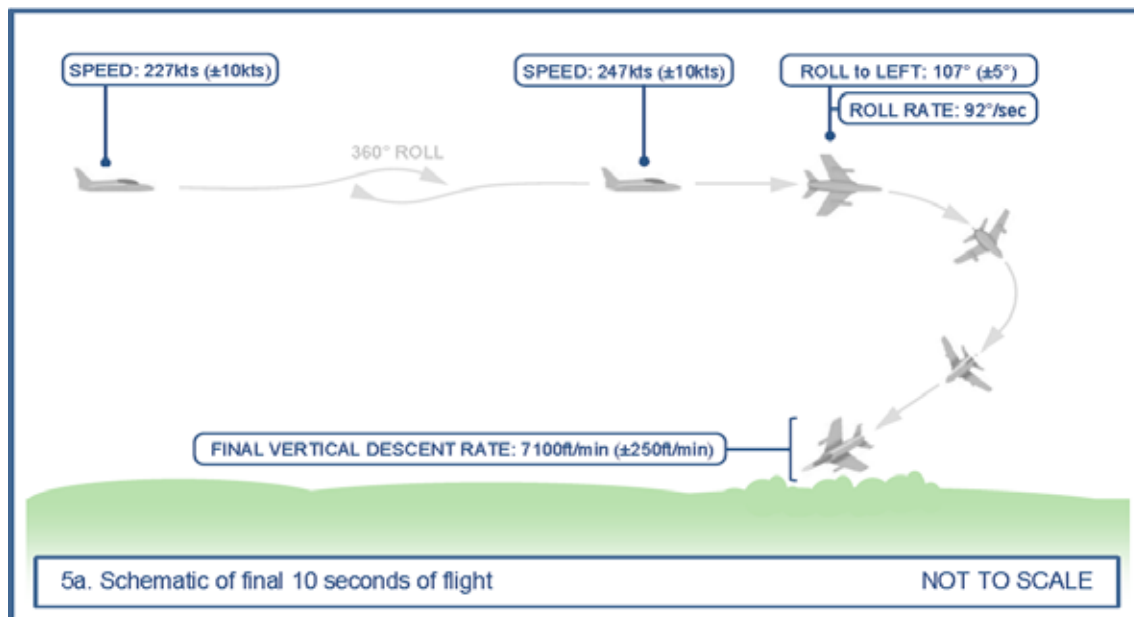 SPEED: 227kts (±10kts)
SPEED: 247kts (±10kts)
ROLL to LEFT: 107° (±5°)
ROLL RATE: 92°/sec
360° ROLL
FINAL VERTICAL DESCENT RATE: 7100ft/min (±250ft/min)
5a. Schematic of final 10 seconds of flight
NOT TO SCALE